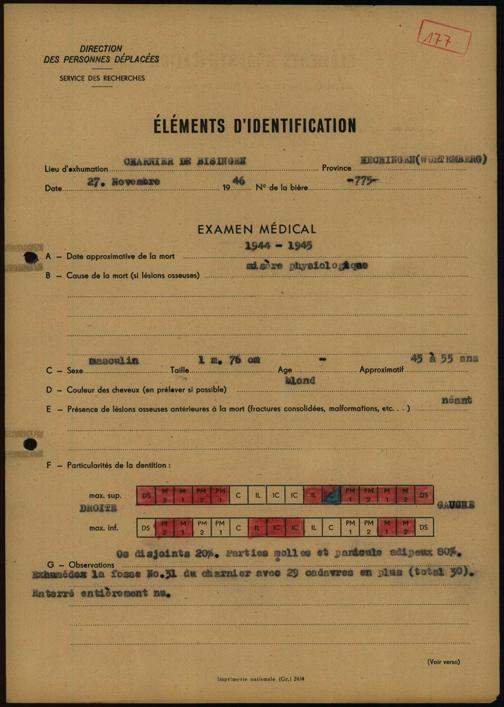 177
DIRECTION
DES PERSONNES DÉPLACÉES
SERVICE DES RECHERCHES
ÉLÉMENTS D'IDENTIFICATION
Lieu d'exhumation CHARNIER DE BISINGEN Province HECHINGEN(WURTEMBERG)
Date 27. Novembre 19 46 N° de la bière -775-
EXAMEN MÉDICAL
A – Date approximative de la mort 1944 - 1945
B – Cause de la mort (si lésions osseuses) misère physiologique
C – Sexe masculin Taille 1 m. 76 cm Age - Approximatif 45 à 55 ans
D – Couleur des cheveux (en prélever si possible) blond
E – Présence de lésions osseuses antérieures à la mort (fractures consolidées, malformations, etc. . . ) néant
F – Particularités de la dentition :
max. sup. DS M 2 M 1 PM 2 PM 1 C IL IC IC IL C PM 1 PM 2 M 1 M 2 DS
DROITE GAUCHE
max. inf. DS M 2 M 1 PM 2 PM 1 C IL IC IC IL C PM 1 PM 2 M 1 M 2 DS
Os disjoints 20%. Parties molles et panicule adipeux 80%.
G – Observations
Exhumé de la fosse No.31 du charnier avec 29 cadavres en plus (total 30).
Enterré entièrement nu.
(Voir verso)
Imprimerie nationale (Gr.)